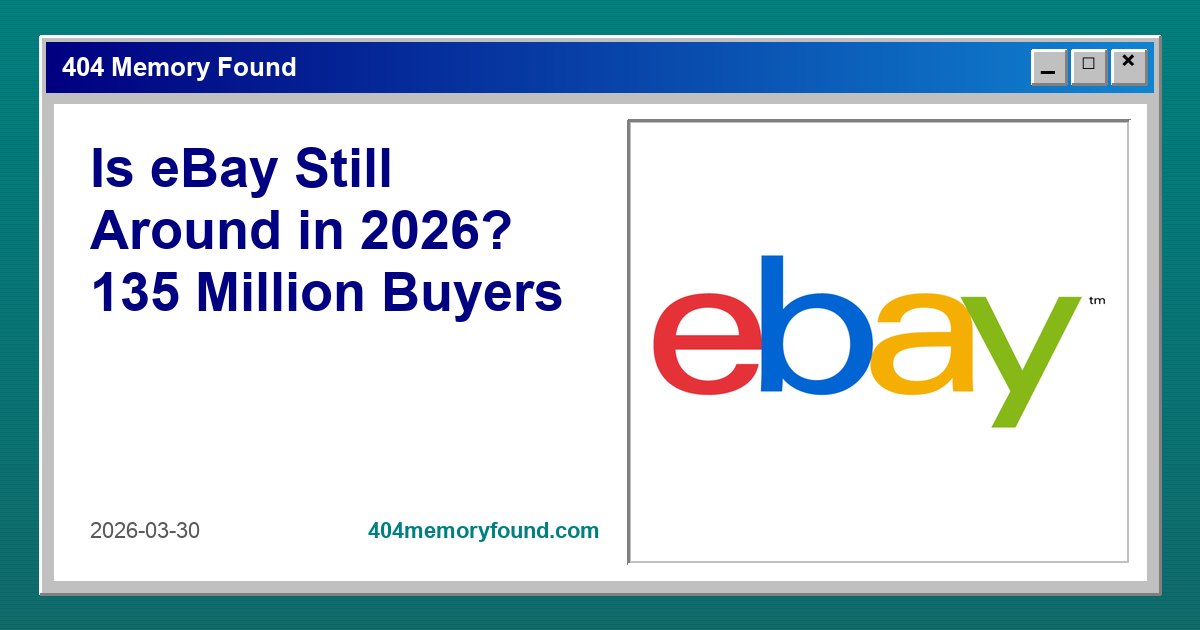 404 Memory Found
Is eBay Still
Around in 2026?
135 Million Buyers
ebay
tm
2026-03-30
404memoryfound.com